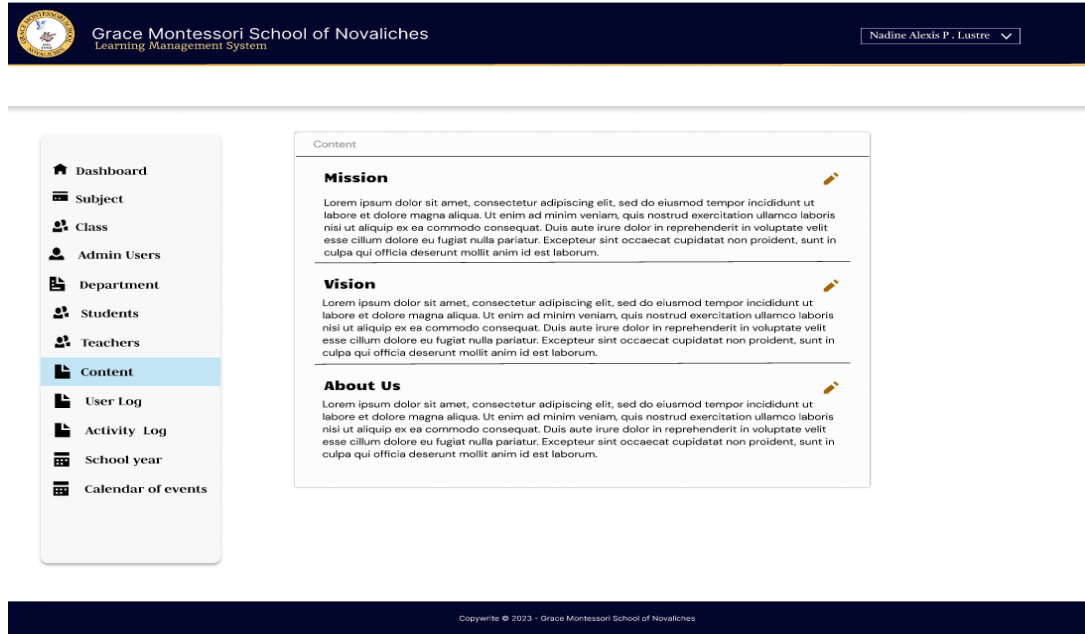 Grace Montessori School of Novaliches
Learning Management System
Nadine Alexis P . Lustre
Dashboard
Subject
Class
Admin Users
Department
Students
Teachers
Content
User Log
Activity Log
School year
Calendar of events
Content
Mission
Lorem ipsum dolor sit amet, consectetur adipiscing elit, sed do eiusmod tempor incididunt ut
labore et dolore magna aliqua. Ut enim ad minim veniam, quis nostrud exercitation ullamco laboris
nisi ut aliquip ex ea commodo consequat. Duis aute irure dolor in reprehenderit in voluptate velit
esse cillum dolore eu fugiat nulla pariatur. Excepteur sint occaecat cupidatat non proident, sunt in
culpa qui officia deserunt mollit anim id est laborum.
Vision
Lorem ipsum dolor sit amet, consectetur adipiscing elit, sed do eiusmod tempor incididunt ut
labore et dolore magna aliqua. Ut enim ad minim veniam, quis nostrud exercitation ullamco laboris
nisi ut aliquip ex ea commodo consequat. Duis aute irure dolor in reprehenderit in voluptate velit
esse cillum dolore eu fugiat nulla pariatur. Excepteur sint occaecat cupidatat non proident, sunt in
culpa qui officia deserunt mollit anim id est laborum.
About Us
Lorem ipsum dolor sit amet, consectetur adipiscing elit, sed do eiusmod tempor incididunt ut
labore et dolore magna aliqua. Ut enim ad minim veniam, quis nostrud exercitation ullamco laboris
nisi ut aliquip ex ea commodo consequat. Duis aute irure dolor in reprehenderit in voluptate velit
esse cillum dolore eu fugiat nulla pariatur. Excepteur sint occaecat cupidatat non proident, sunt in
culpa qui officia deserunt mollit anim id est laborum.
Copywrite © 2023 - Grace Montessori School of Novaliches